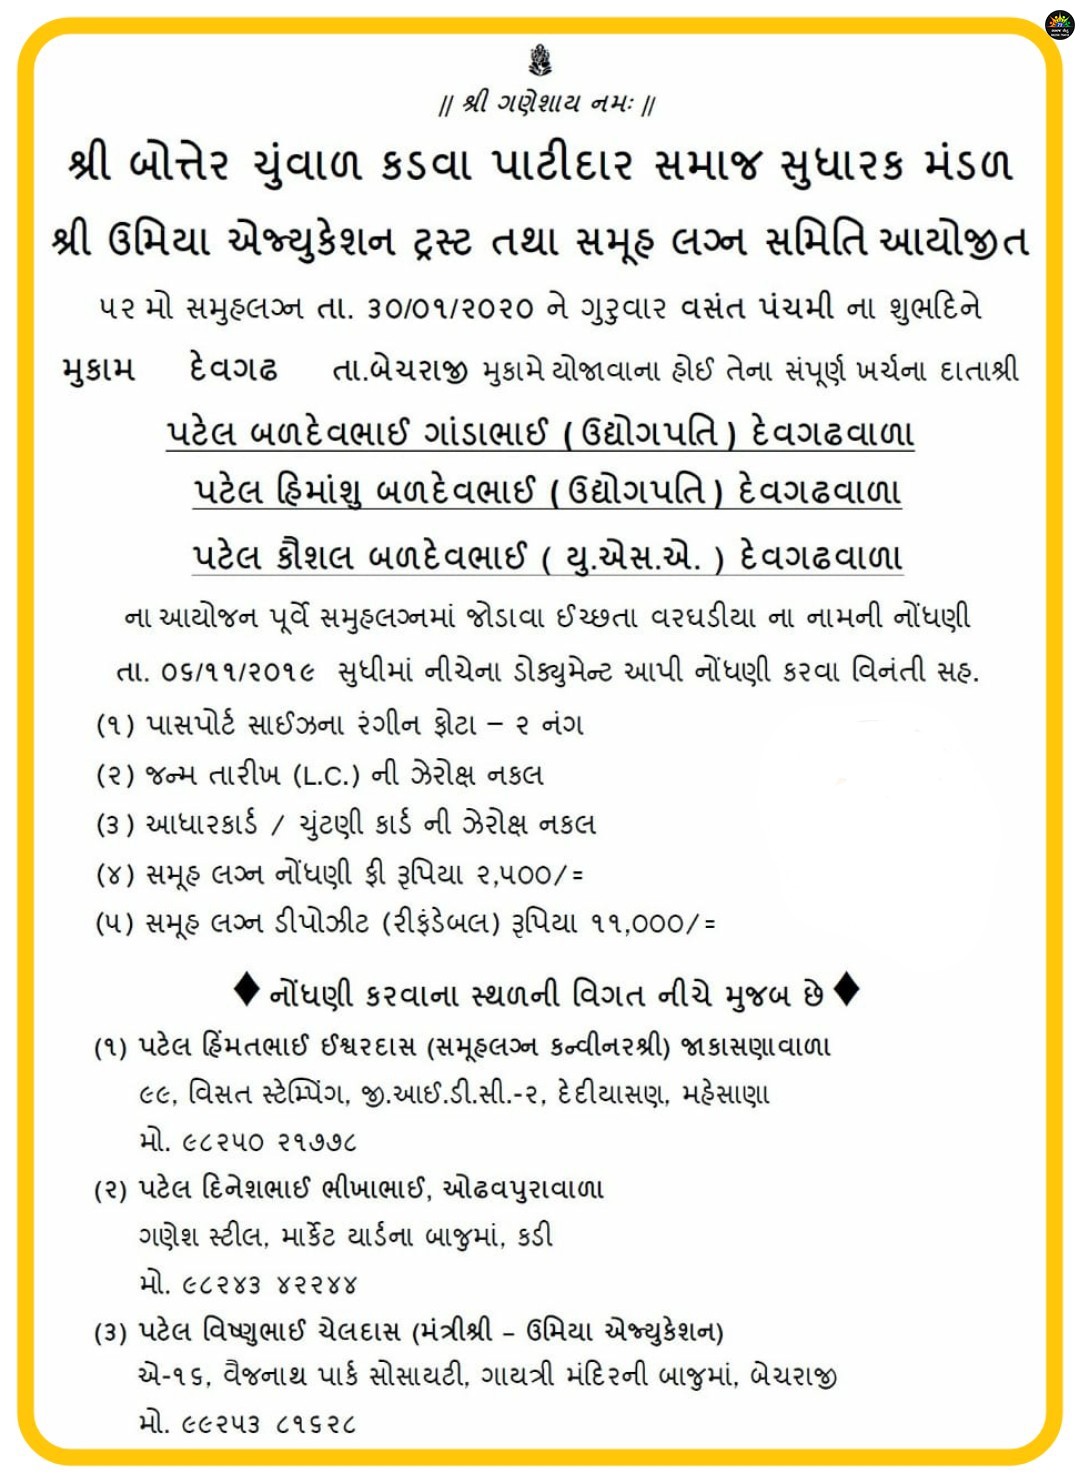 || શ્રી ગણેશાય નમઃ ||
શ્રી બોત્તેર ચુંવાળ કડવા પાટીદાર સમાજ સુધારક મંડળ
શ્રી ઉમિયા એજ્યુકેશન ટ્રસ્ટ તથા સમૂહ લગ્ન સમિતિ આયોજીત
૫૨ મો સમુહલગ્ન તા. ૩૦/૦૧/૨૦૨૦ ને ગુરુવાર વસંત પંચમી ના શુભદિને
મુકામ દેવગઢ તા.બેચરાજી મુકામે યોજાવાના હોઈ તેના સંપૂર્ણ ખર્ચના દાતાશ્રી
પટેલ બળદેવભાઈ ગાંડાભાઈ ( ઉદ્યોગપતિ ) દેવગઢવાળા
પટેલ હિમાંશુ બળદેવભાઈ ( ઉદ્યોગપતિ ) દેવગઢવાળા
પટેલ કૌશલ બળદેવભાઈ ( યુ.એસ.એ. ) દેવગઢવાળા
ના આયોજન પૂર્વે સમુહલગ્નમાં જોડાવા ઈચ્છતા વરઘડીયા ના નામની નોંધણી
તા. ૦૬/૧૧/૨૦૧૯ સુધીમાં નીચેના ડોક્યુમેન્ટ આપી નોંધણી કરવા વિનંતી સહ.
(૧) પાસપોર્ટ સાઈઝના રંગીન ફોટા – ૨ નંગ
(૨) જન્મ તારીખ (L.C.) ની ઝેરોક્ષ નકલ
(૩) આધારકાર્ડ / ચુંટણી કાર્ડ ની ઝેરોક્ષ નકલ
(૪) સમૂહ લગ્ન નોંધણી ફી રૂપિયા ૨,૫૦૦/=
(૫) સમૂહ લગ્ન ડીપોઝીટ (રીફંડેબલ) રૂપિયા ૧૧,૦૦૦/=
♦ નોંધણી કરવાના સ્થળની વિગત નીચે મુજબ છે ♦
(૧) પટેલ હિંમતભાઈ ઈશ્વરદાસ (સમૂહલગ્ન કન્વીનરશ્રી) જાકાસણાવાળા
૯૯, વિસત સ્ટેમ્પિંગ, જી.આઈ.ડી.સી.-૨, દેદીયાસણ, મહેસાણા
મો. ૯૮૨૫૦ ૨૧૭૭૮
(૨) પટેલ દિનેશભાઈ ભીખાભાઈ, ઓઢવપુરાવાળા
ગણેશ સ્ટીલ, માર્કેટ યાર્ડના બાજુમાં, કડી
મો. ૯૮૨૪૩ ૪૨૨૪૪
(૩) પટેલ વિષ્ણુભાઈ ચેલદાસ (મંત્રીશ્રી – ઉમિયા એજ્યુકેશન)
એ-૧૬, વૈજનાથ પાર્ક સોસાયટી, ગાયત્રી મંદિરની બાજુમાં, બેચરાજી
મો. ૯૯૨૫૩ ૮૧૬૨૮